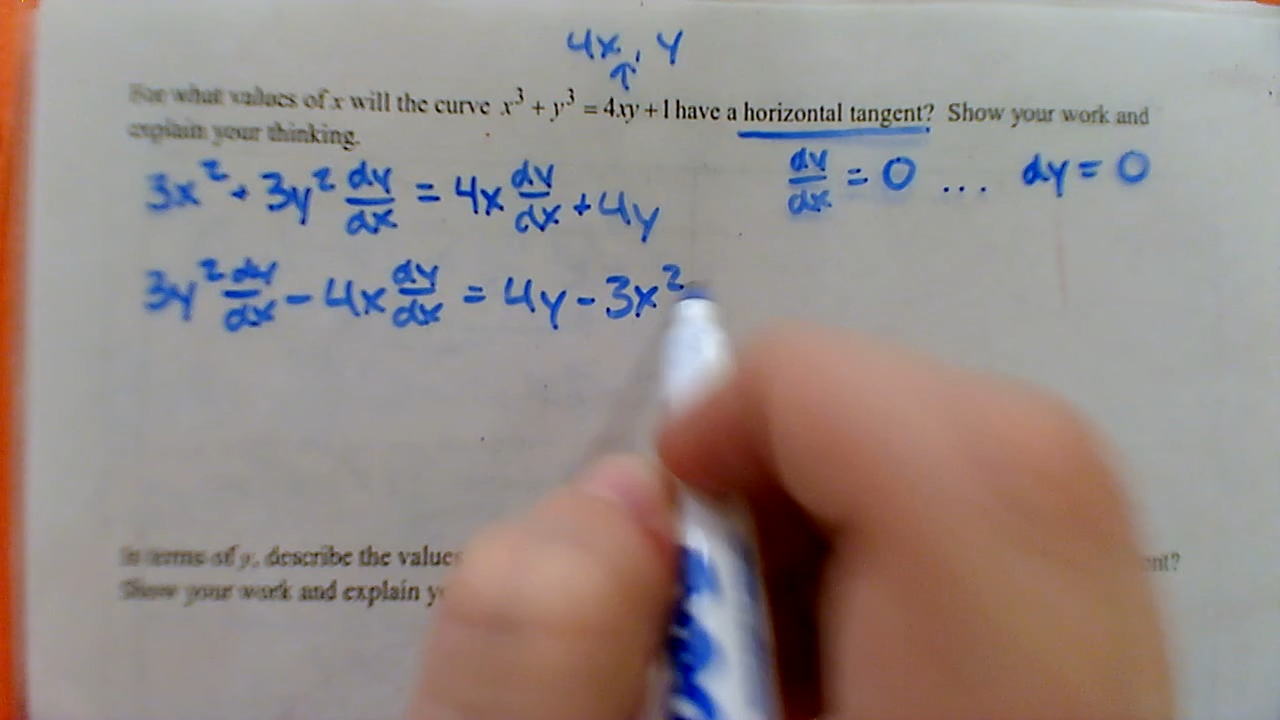 4x · y
↑
For what values of x will the curve x³ + y³ = 4xy + 1 have a horizontal tangent? Show your work and
explain your thinking.
3x² + 3y² dy/dx = 4x dy/dx + 4y
dy/dx = 0 ... dy = 0
3y² dy/dx - 4x dy/dx = 4y - 3x²
In terms of y, describe the values
Show your work and explain